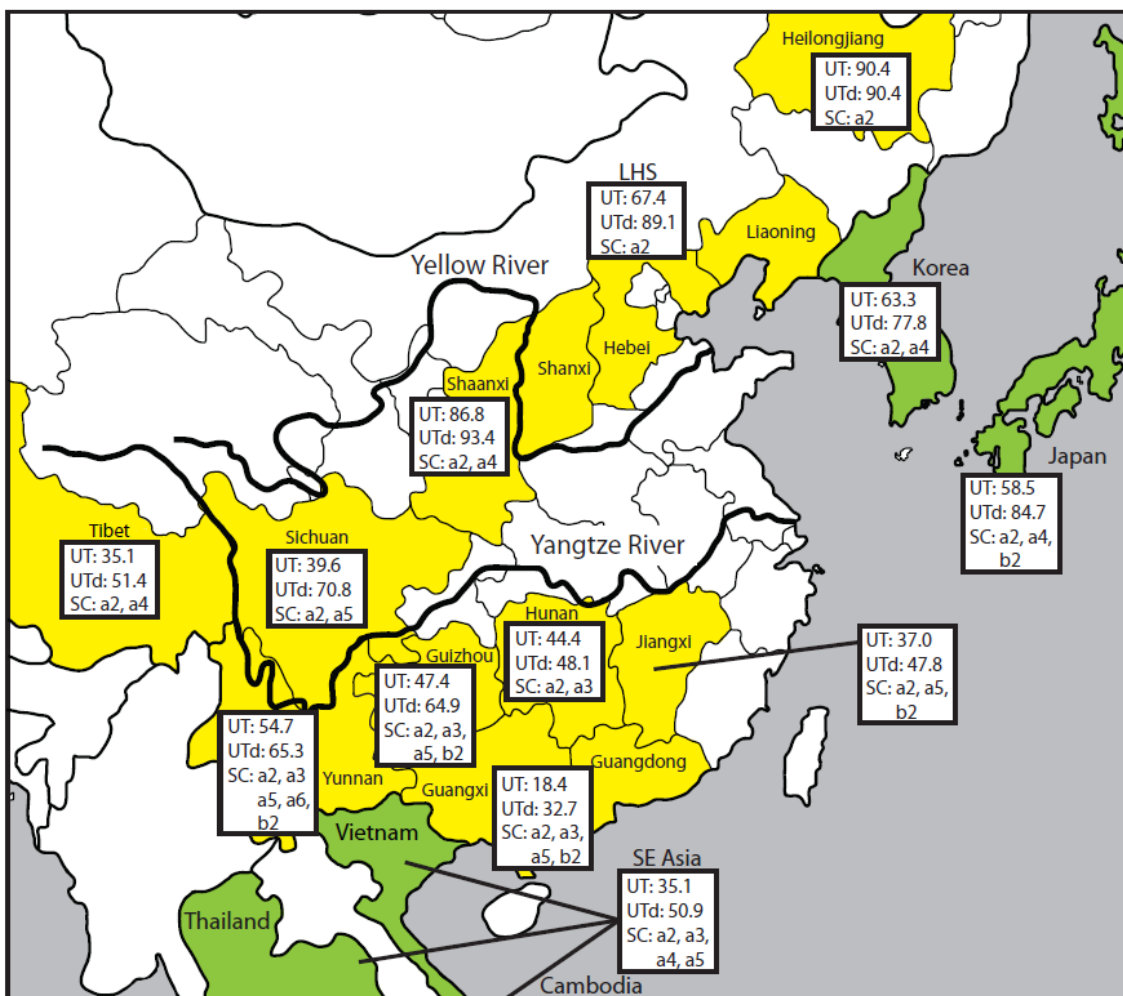 Heilongjiang
UT: 90.4
UTd: 90.4
SC: a2
LHS
UT: 67.4
UTd: 89.1
SC: a2
Liaoning
Yellow River
Korea
UT: 63.3
UTd: 77.8
SC: a2, a4
Hebei
Shanxi
Shaanxi
UT: 86.8
UTd: 93.4
SC: a2, a4
Japan
UT: 58.5
UTd: 84.7
SC: a2, a4,
b2
Tibet
UT: 35.1
UTd: 51.4
SC: a2, a4
Sichuan
UT: 39.6
UTd: 70.8
SC: a2, a5
Yangtze River
Hunan
UT: 44.4
UTd: 48.1
SC: a2, a3
Jiangxi
UT: 37.0
UTd: 47.8
SC: a2, a5,
b2
Guizhou
UT: 47.4
UTd: 64.9
SC: a2, a3,
a5, b2
UT: 54.7
UTd: 65.3
SC: a2, a3
a5, a6,
b2
Yunnan
Guangxi
Guangdong
UT: 18.4
UTd: 32.7
SC: a2, a3,
a5, b2
Vietnam
SE Asia
UT: 35.1
UTd: 50.9
SC: a2, a3,
a4, a5
Thailand
Cambodia